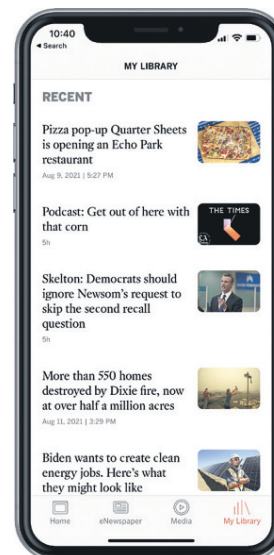 10:40
◀ Search
MY LIBRARY
RECENT
Pizza pop-up Quarter Sheets
is opening an Echo Park
restaurant
Aug 9, 2021 | 5:27 PM
Podcast: Get out of here with
that corn
5h
THE TIMES
Skelton: Democrats should
ignore Newsom's request to
skip the second recall
question
5h
More than 550 homes
destroyed by Dixie fire, now
at over half a million acres
Aug 11, 2021 | 3:29 PM
Biden wants to create clean
energy jobs. Here's what
they might look like
Home
eNewspaper
Media
My Library